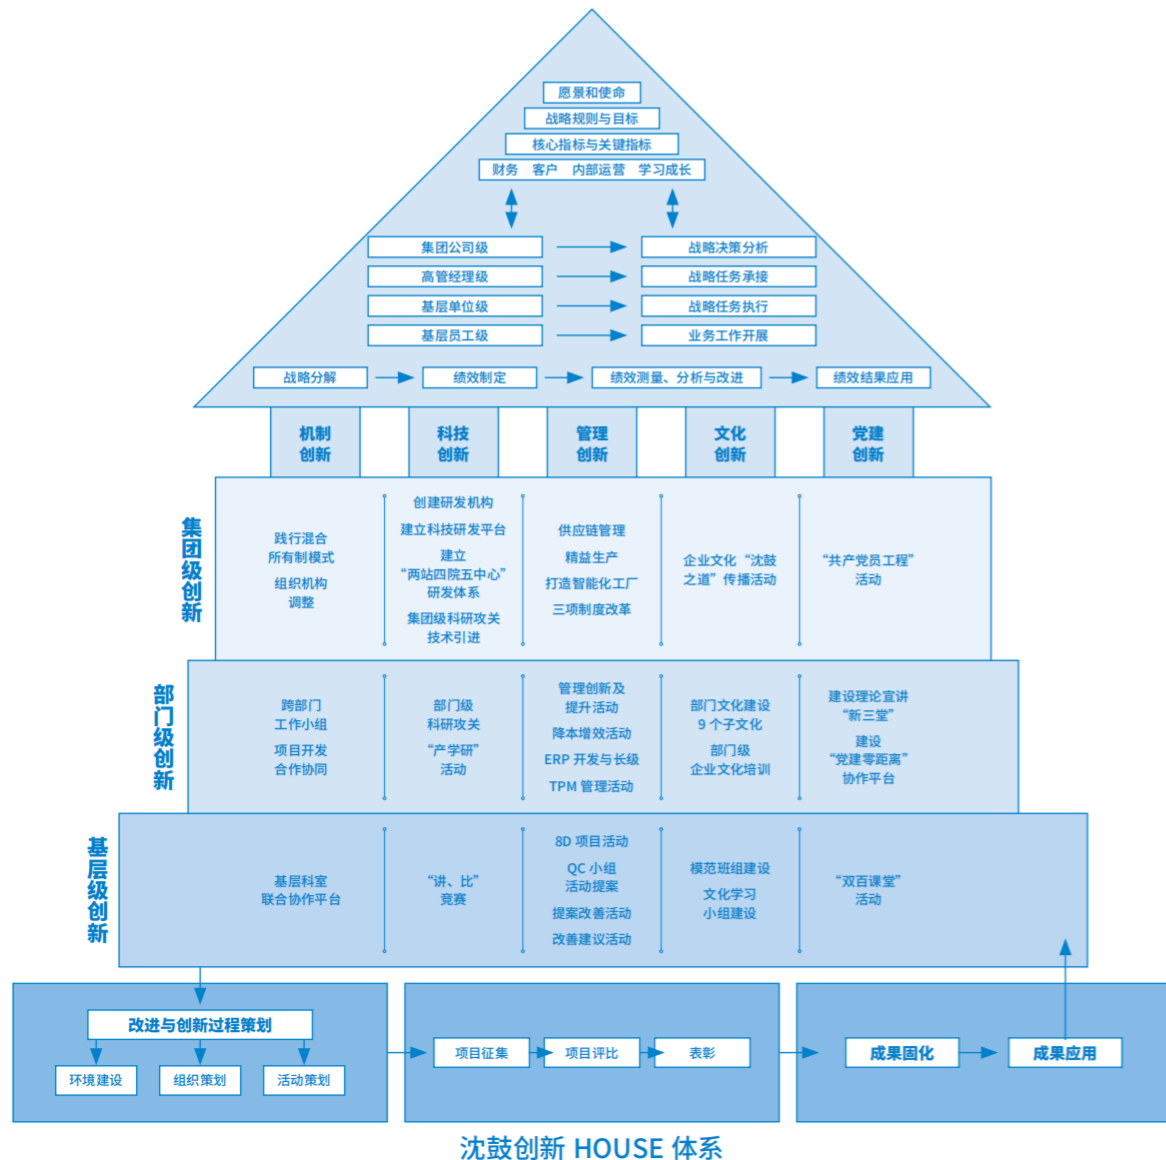 愿景和使命
战略规则与目标
核心指标与关键指标
财务 客户 内部运营 学习成长
集团公司级
战略决策分析
高管经理级
战略任务承接
基层单位级
战略任务执行
基层员工级
业务工作开展
战略分解
绩效制定
绩效测量、分析与改进
绩效结果应用
机制
创新
科技
创新
管理
创新
文化
创新
党建
创新
集团级创新
践行混合
所有制模式
组织机构
调整
创建研发机构
建立科技研发平台
建立
“两站四院五中心”
研发体系
集团级科研攻关
技术引进
供应链管理
精益生产
打造智能化工厂
三项制度改革
企业文化“沈鼓
之道”传播活动
“共产党员工程”
活动
部门级创新
跨部门
工作小组
项目开发
合作协同
部门级
科研攻关
“产学研”
活动
管理创新及
提升活动
降本增效活动
ERP 开发与长级
TPM 管理活动
部门文化建设
9 个子文化
部门级
企业文化培训
建设理论宣讲
“新三堂”
建设
“党建零距离”
协作平台
基层级创新
基层科室
联合协作平台
“讲、比”
竞赛
8D 项目活动
QC 小组
活动提案
提案改善活动
改善建议活动
模范班组建设
文化学习
小组建设
“双百课堂”
活动
改进与创新过程策划
环境建设
组织策划
活动策划
项目征集
项目评比
表彰
成果固化
成果应用
沈鼓创新 HOUSE 体系